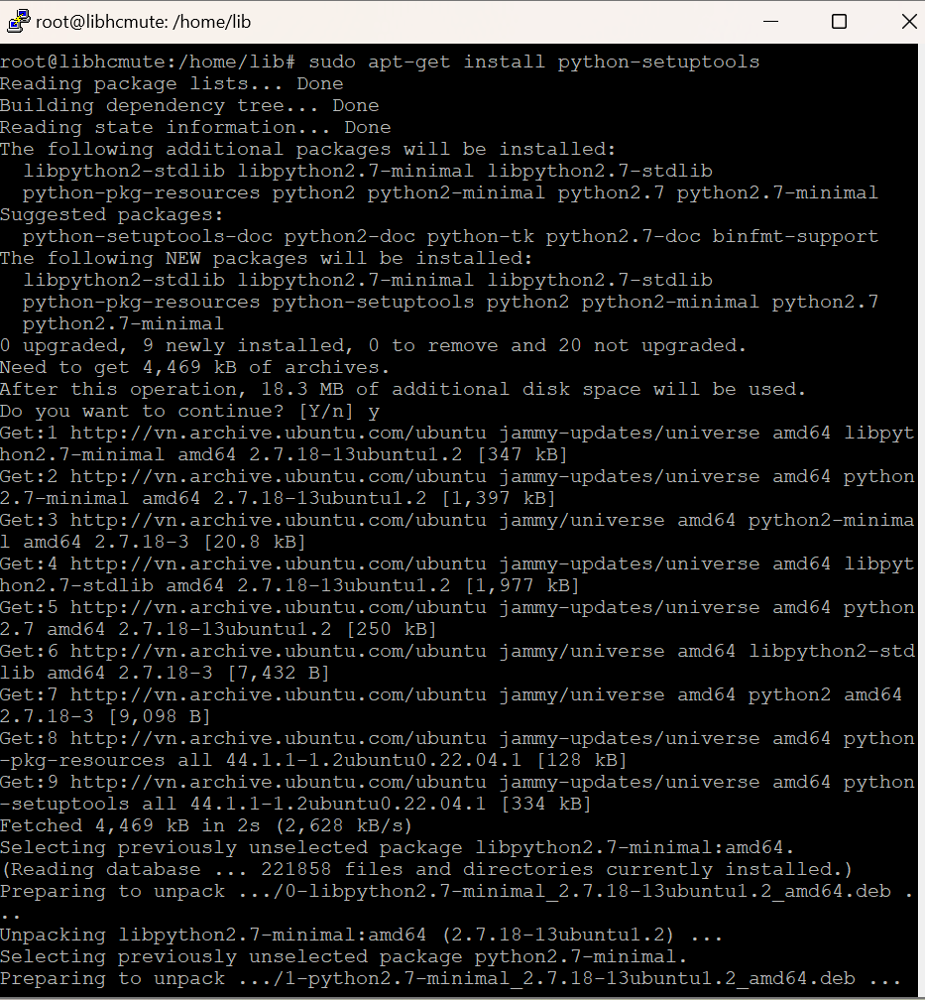 root@libhcmute: /home/lib
root@libhcmute:/home/lib# sudo apt-get install python-setuptools
Reading package lists... Done
Building dependency tree... Done
Reading state information... Done
The following additional packages will be installed:
  libpython2-stdlib libpython2.7-minimal libpython2.7-stdlib
  python-pkg-resources python2 python2-minimal python2.7 python2.7-minimal
Suggested packages:
  python-setuptools-doc python2-doc python-tk python2.7-doc binfmt-support
The following NEW packages will be installed:
  libpython2-stdlib libpython2.7-minimal libpython2.7-stdlib
  python-pkg-resources python-setuptools python2 python2-minimal python2.7
  python2.7-minimal
0 upgraded, 9 newly installed, 0 to remove and 20 not upgraded.
Need to get 4,469 kB of archives.
After this operation, 18.3 MB of additional disk space will be used.
Do you want to continue? [Y/n] y
Get:1 http://vn.archive.ubuntu.com/ubuntu jammy-updates/universe amd64 libpyt
hon2.7-minimal amd64 2.7.18-13ubuntu1.2 [347 kB]
Get:2 http://vn.archive.ubuntu.com/ubuntu jammy-updates/universe amd64 python
2.7-minimal amd64 2.7.18-13ubuntu1.2 [1,397 kB]
Get:3 http://vn.archive.ubuntu.com/ubuntu jammy/universe amd64 python2-minima
l amd64 2.7.18-3 [20.8 kB]
Get:4 http://vn.archive.ubuntu.com/ubuntu jammy-updates/universe amd64 libpyt
hon2.7-stdlib amd64 2.7.18-13ubuntu1.2 [1,977 kB]
Get:5 http://vn.archive.ubuntu.com/ubuntu jammy-updates/universe amd64 python
2.7 amd64 2.7.18-13ubuntu1.2 [250 kB]
Get:6 http://vn.archive.ubuntu.com/ubuntu jammy/universe amd64 libpython2-std
lib amd64 2.7.18-3 [7,432 B]
Get:7 http://vn.archive.ubuntu.com/ubuntu jammy/universe amd64 python2 amd64
2.7.18-3 [9,098 B]
Get:8 http://vn.archive.ubuntu.com/ubuntu jammy-updates/universe amd64 python
-pkg-resources all 44.1.1-1.2ubuntu0.22.04.1 [128 kB]
Get:9 http://vn.archive.ubuntu.com/ubuntu jammy-updates/universe amd64 python
-setuptools all 44.1.1-1.2ubuntu0.22.04.1 [334 kB]
Fetched 4,469 kB in 2s (2,628 kB/s)
Selecting previously unselected package libpython2.7-minimal:amd64.
(Reading database ... 221858 files and directories currently installed.)
Preparing to unpack .../0-libpython2.7-minimal_2.7.18-13ubuntu1.2_amd64.deb .
..
Unpacking libpython2.7-minimal:amd64 (2.7.18-13ubuntu1.2) ...
Selecting previously unselected package python2.7-minimal.
Preparing to unpack .../1-python2.7-minimal_2.7.18-13ubuntu1.2_amd64.deb ...